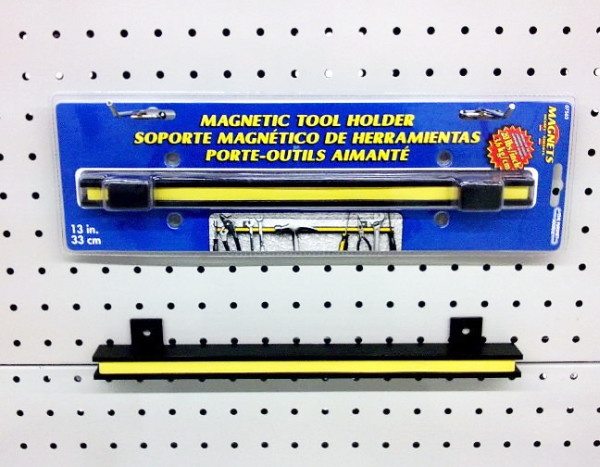 MAGNETIC TOOL HOLDER
SOPORTE MAGNÉTICO DE HERRAMIENTAS
PORTE-OUTILS AIMANTÉ
MAGNETS
13 in.
33 cm